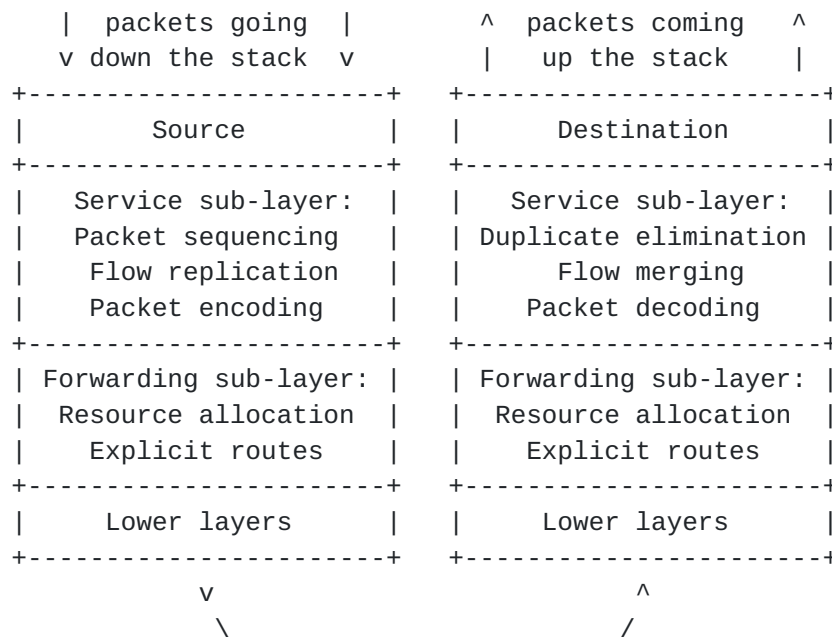 |  packets going  |        ^  packets coming   ^
   v down the stack  v        |   up the stack    |
+-----------------------+   +-----------------------+
|        Source         |   |      Destination      |
+-----------------------+   +-----------------------+
|   Service sub-layer:  |   |   Service sub-layer:  |
|   Packet sequencing   |   | Duplicate elimination |
|    Flow replication   |   |      Flow merging     |
|    Packet encoding    |   |    Packet decoding    |
+-----------------------+   +-----------------------+
| Forwarding sub-layer: |   | Forwarding sub-layer: |
|  Resource allocation  |   |  Resource allocation  |
|    Explicit routes    |   |    Explicit routes    |
+-----------------------+   +-----------------------+
|     Lower layers      |   |     Lower layers      |
+-----------------------+   +-----------------------+
            v                           ^
             \                         /